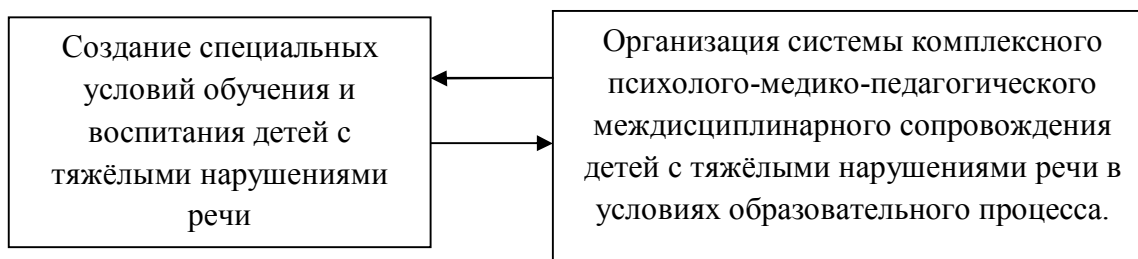 Создание специальных
условий обучения и
воспитания детей с
тяжёлыми нарушениями
речи
Организация системы комплексного
психолого-медико-педагогического
междисциплинарного сопровождения
детей с тяжёлыми нарушениями речи в
условиях образовательного процесса.